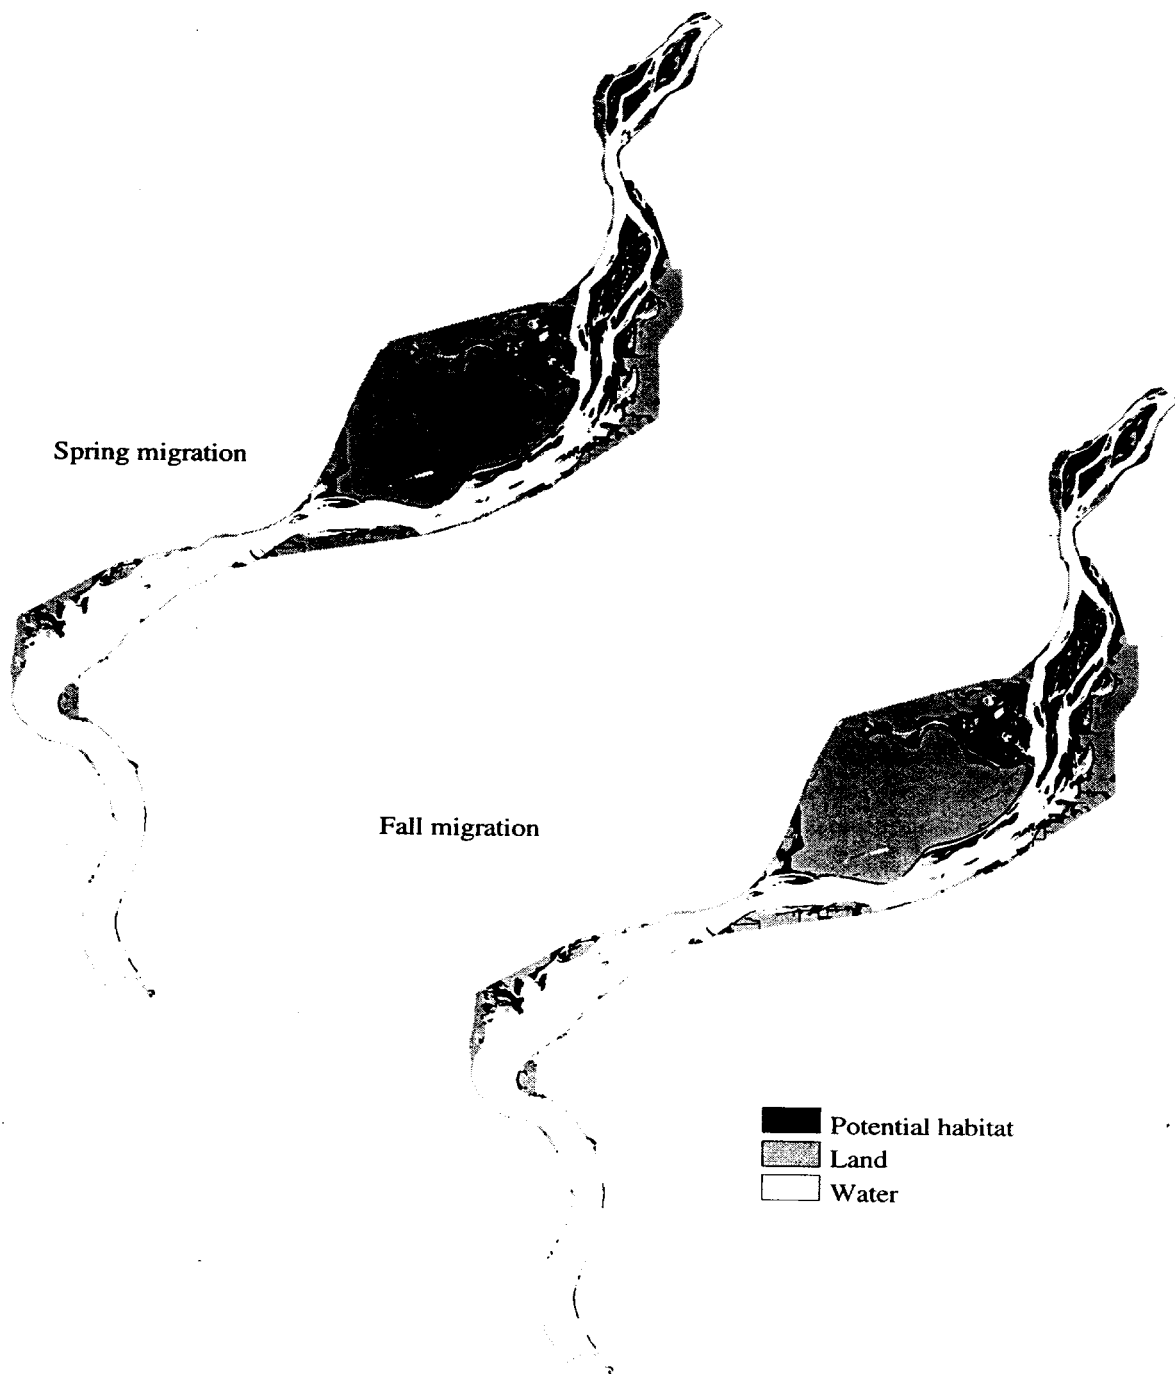 Spring migration
Fall migration
Potential habitat
Land
Water